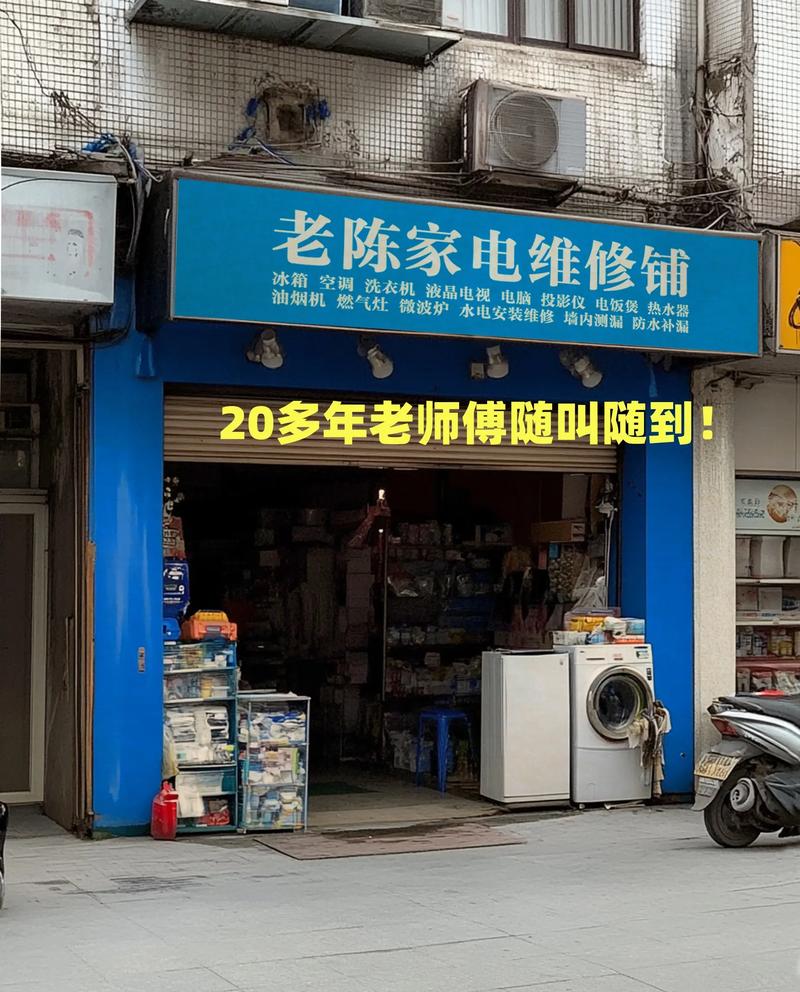 老陈家电维修铺
冰箱 空调 洗衣机 液晶电视 电脑 投影仪 电饭煲 热水器
油烟机 燃气灶 微波炉 水电安装维修 墙内测漏 防水补漏
20多年老师傅随叫随到！